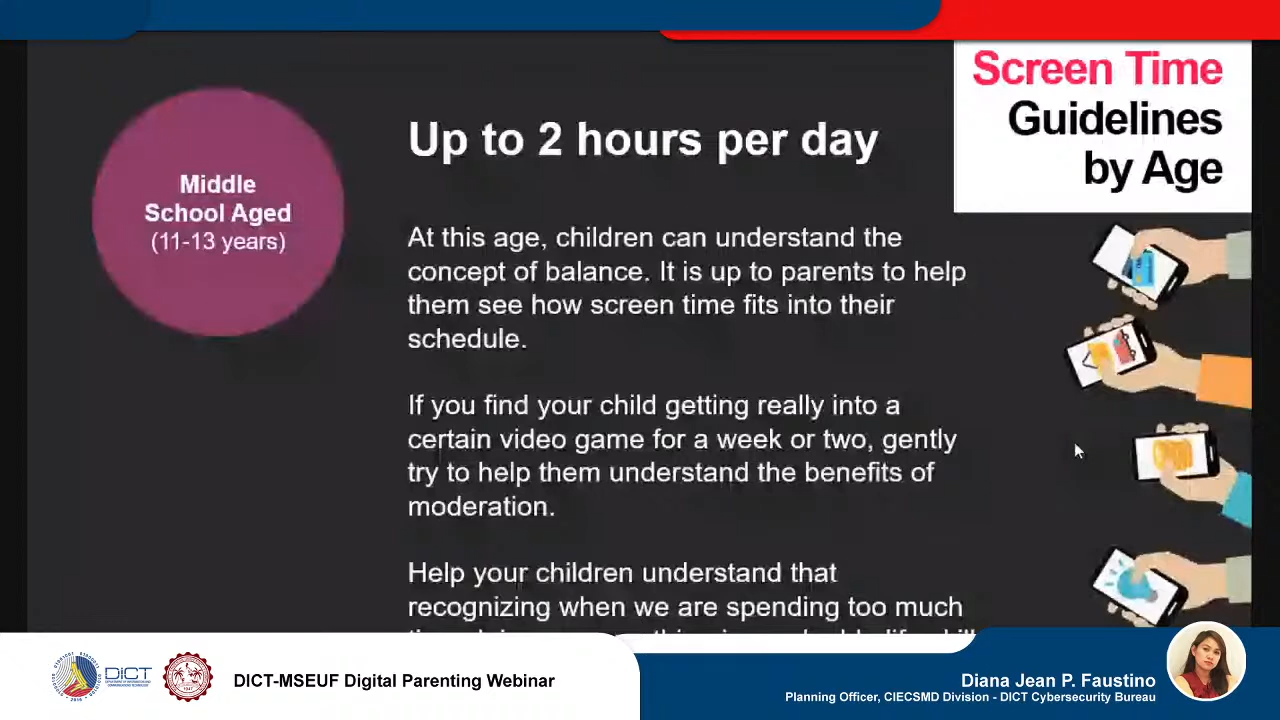 Screen Time
Guidelines
by Age
Up to 2 hours per day
Middle
School Aged
(11-13 years)
At this age, children can understand the
concept of balance. It is up to parents to help
them see how screen time fits into their
schedule.
If you find your child getting really into a
certain video game for a week or two, gently
try to help them understand the benefits of
moderation.
Help your children understand that
recognizing when we are spending too much
DICT
DICT-MSEUF Digital Parenting Webinar
Diana Jean P. Faustino
Planning Officer, CIECSMD Division - DICT Cybersecurity Bureau